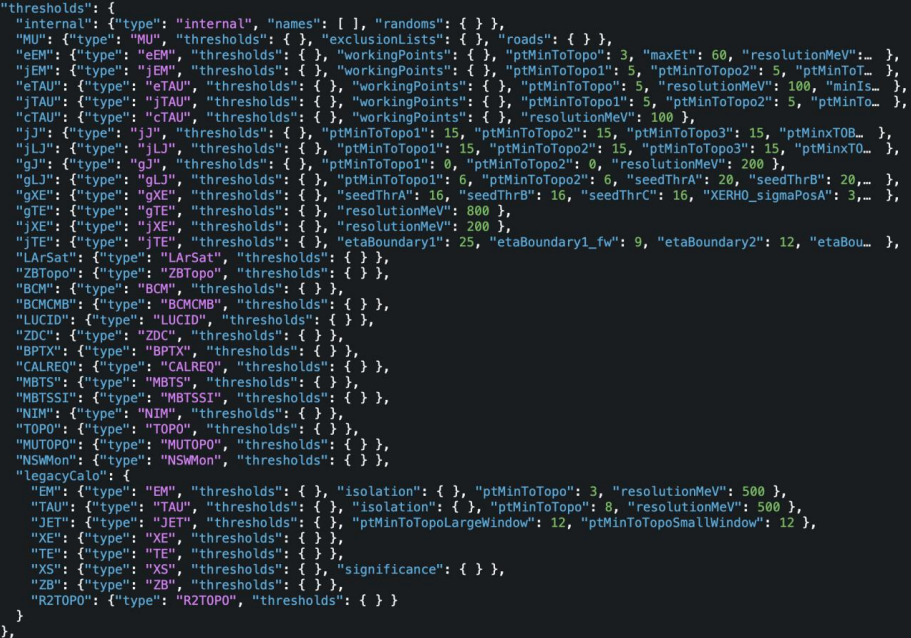 "thresholds": {
"internal": {"type": "internal", "names": [ ], "randoms": { } },
"MU": {"type": "MU", "thresholds": { }, "exclusionLists": { }, "roads": { } },
"eEM": {"type": "eEM", "thresholds": { }, "workingPoints": { }, "ptMinToTopo": 3, "maxEt": 60, "resolutionMeV":… },
"jEM": {"type": "jEM", "thresholds": { }, "workingPoints": { }, "ptMinToTopo1": 5, "ptMinToTopo2": 5, "ptMinToT… },
"eTAU": {"type": "eTAU", "thresholds": { }, "workingPoints": { }, "ptMinToTopo": 5, "resolutionMeV": 100, "minIs… },
"jTAU": {"type": "jTAU", "thresholds": { }, "workingPoints": { }, "ptMinToTopo1": 5, "ptMinToTopo2": 5, "ptMinTo… },
"cTAU": {"type": "cTAU", "thresholds": { }, "workingPoints": { }, "resolutionMeV": 100 },
"jJ": {"type": "jJ", "thresholds": { }, "ptMinToTopo1": 15, "ptMinToTopo2": 15, "ptMinToTopo3": 15, "ptMinxTOB… },
"jLJ": {"type": "jLJ", "thresholds": { }, "ptMinToTopo1": 15, "ptMinToTopo2": 15, "ptMinToTopo3": 15, "ptMinxTO… },
"gJ": {"type": "gJ", "thresholds": { }, "ptMinToTopo1": 0, "ptMinToTopo2": 0, "resolutionMeV": 200 },
"gLJ": {"type": "gLJ", "thresholds": { }, "ptMinToTopo1": 6, "ptMinToTopo2": 6, "seedThrA": 20, "seedThrB": 20,… },
"gXE": {"type": "gXE", "thresholds": { }, "seedThrA": 16, "seedThrB": 16, "seedThrC": 16, "XERHO_sigmaPosA": 3,… },
"gTE": {"type": "gTE", "thresholds": { }, "resolutionMeV": 800 },
"jXE": {"type": "jXE", "thresholds": { }, "resolutionMeV": 200 },
"jTE": {"type": "jTE", "thresholds": { }, "etaBoundary1": 25, "etaBoundary1_fw": 9, "etaBoundary2": 12, "etaBou… },
"LArSat": {"type": "LArSat", "thresholds": { } },
"ZBTopo": {"type": "ZBTopo", "thresholds": { } },
"BCM": {"type": "BCM", "thresholds": { } },
"BCMCMB": {"type": "BCMCMB", "thresholds": { } },
"LUCID": {"type": "LUCID", "thresholds": { } },
"ZDC": {"type": "ZDC", "thresholds": { } },
"BPTX": {"type": "BPTX", "thresholds": { } },
"CALREQ": {"type": "CALREQ", "thresholds": { } },
"MBTS": {"type": "MBTS", "thresholds": { } },
"MBTSSI": {"type": "MBTSSI", "thresholds": { } },
"NIM": {"type": "NIM", "thresholds": { } },
"TOPO": {"type": "TOPO", "thresholds": { } },
"MUTOPO": {"type": "MUTOPO", "thresholds": { } },
"NSWMon": {"type": "NSWMon", "thresholds": { } },
"legacyCalo": {
"EM": {"type": "EM", "thresholds": { }, "isolation": { }, "ptMinToTopo": 3, "resolutionMeV": 500 },
"TAU": {"type": "TAU", "thresholds": { }, "isolation": { }, "ptMinToTopo": 8, "resolutionMeV": 500 },
"JET": {"type": "JET", "thresholds": { }, "ptMinToTopoLargeWindow": 12, "ptMinToTopoSmallWindow": 12 },
"XE": {"type": "XE", "thresholds": { } },
"TE": {"type": "TE", "thresholds": { } },
"XS": {"type": "XS", "thresholds": { }, "significance": { } },
"ZB": {"type": "ZB", "thresholds": { } },
"R2TOPO": {"type": "R2TOPO", "thresholds": { } }
}
},